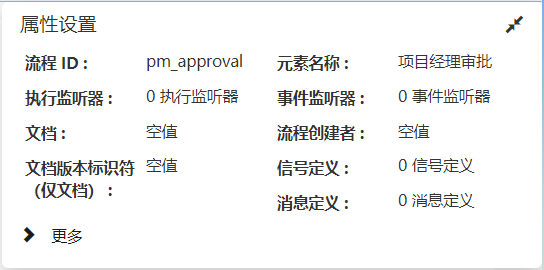 属性设置
流程 ID： pm_approval 元素名称： 项目经理审批
执行监听器： 0 执行监听器 事件监听器： 0 事件监听器
文档： 空值 流程创建者： 空值
文档版本标识符 空值 信号定义： 0 信号定义
（仅文档）：
消息定义： 0 消息定义
更多